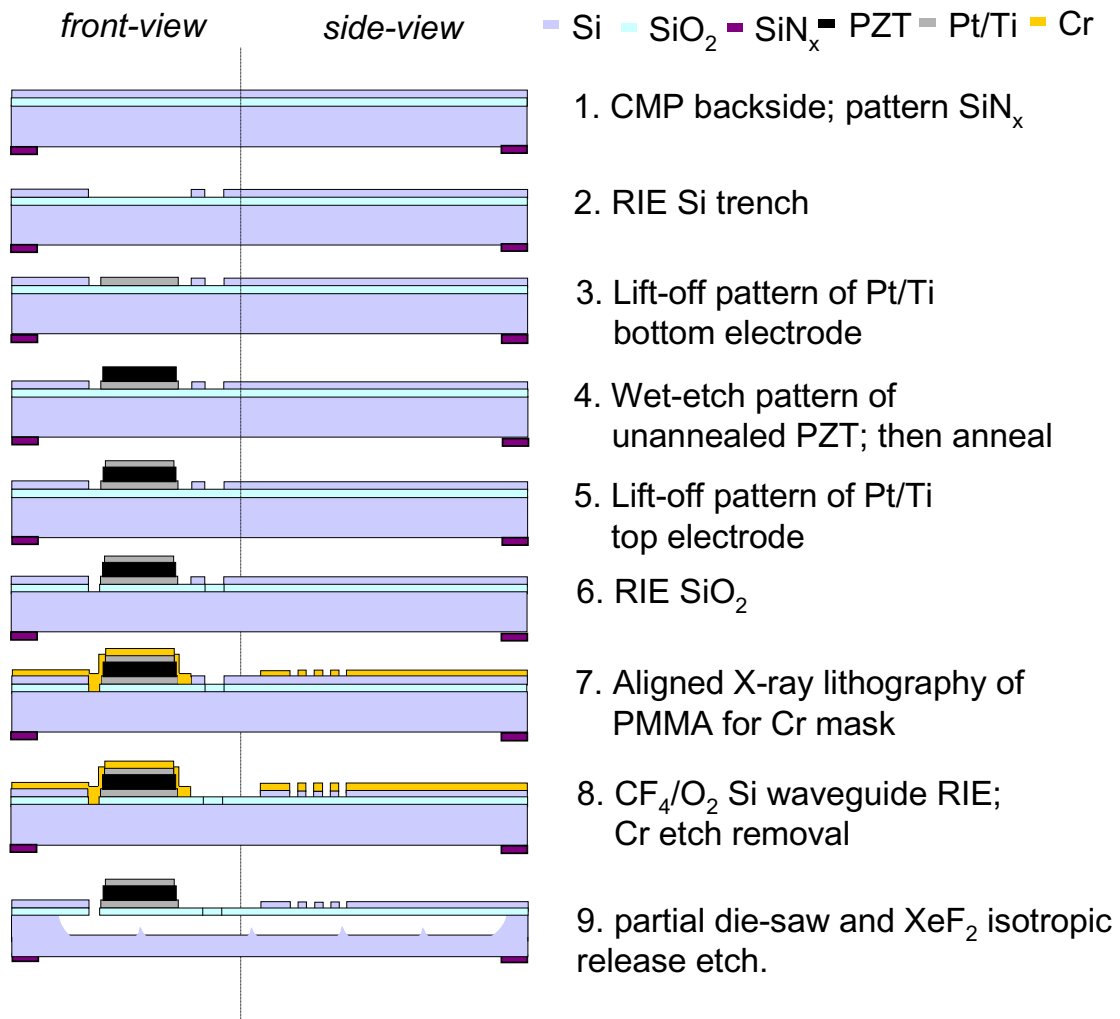 front-view side-view Si SiO₂ SiNₓ PZT Pt/Ti Cr
1. CMP backside; pattern SiNₓ
2. RIE Si trench
3. Lift-off pattern of Pt/Ti
bottom electrode
4. Wet-etch pattern of
unannealed PZT; then anneal
5. Lift-off pattern of Pt/Ti
top electrode
6. RIE SiO₂
7. Aligned X-ray lithography of
PMMA for Cr mask
8. CF₄/O₂ Si waveguide RIE;
Cr etch removal
9. partial die-saw and XeF₂ isotropic
release etch.